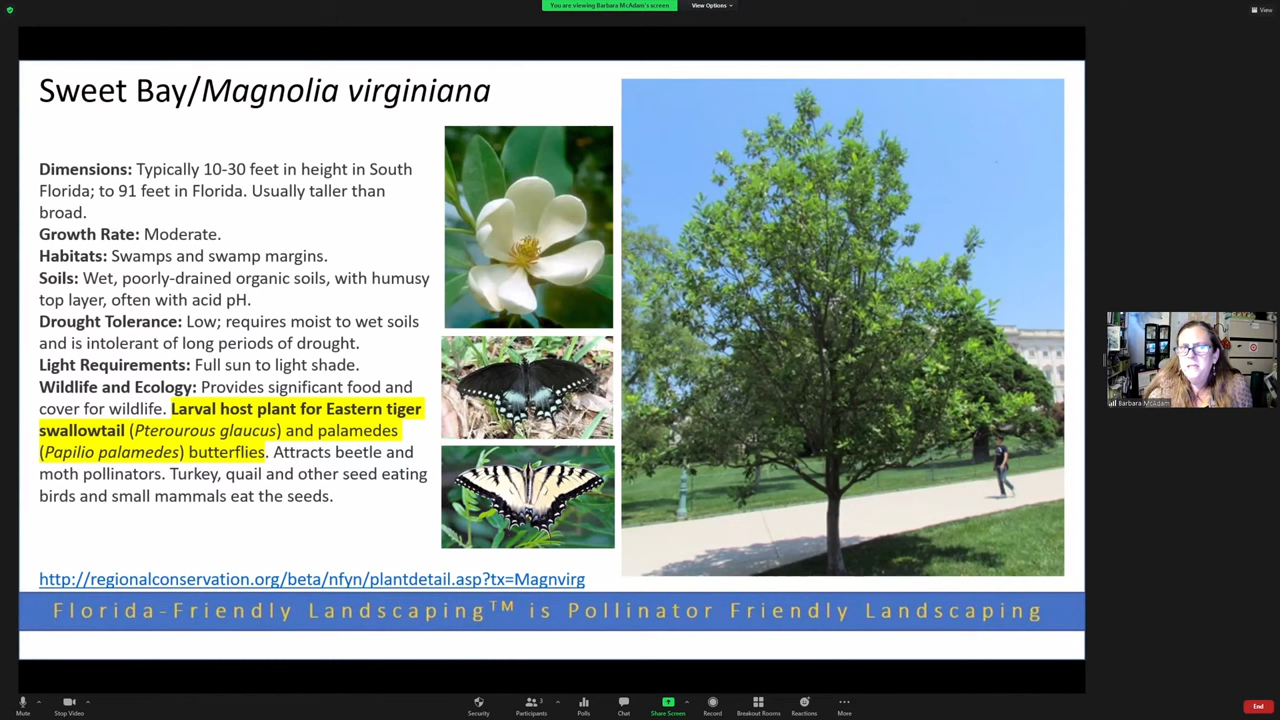 You are viewing Barbara McAdam's screen
View Options
View
Sweet Bay/Magnolia virginiana
Dimensions: Typically 10-30 feet in height in South
Florida; to 91 feet in Florida. Usually taller than
broad.
Growth Rate: Moderate.
Habitats: Swamps and swamp margins.
Soils: Wet, poorly-drained organic soils, with humusy
top layer, often with acid pH.
Drought Tolerance: Low; requires moist to wet soils
and is intolerant of long periods of drought.
Light Requirements: Full sun to light shade.
Wildlife and Ecology: Provides significant food and
cover for wildlife. Larval host plant for Eastern tiger
swallowtail (Pterourous glaucus) and palamedes
(Papilio palamedes) butterflies. Attracts beetle and
moth pollinators. Turkey, quail and other seed eating
birds and small mammals eat the seeds.
http://regionalconservation.org/beta/nfyn/plantdetail.asp?tx=Magnvirg
Florida-Friendly Landscaping™ is Pollinator Friendly Landscaping
Barbara McAdam
Mute
Stop Video
Security
Participants
3
Polls
Chat
Share Screen
Record
Breakout Rooms
Reactions
More
End